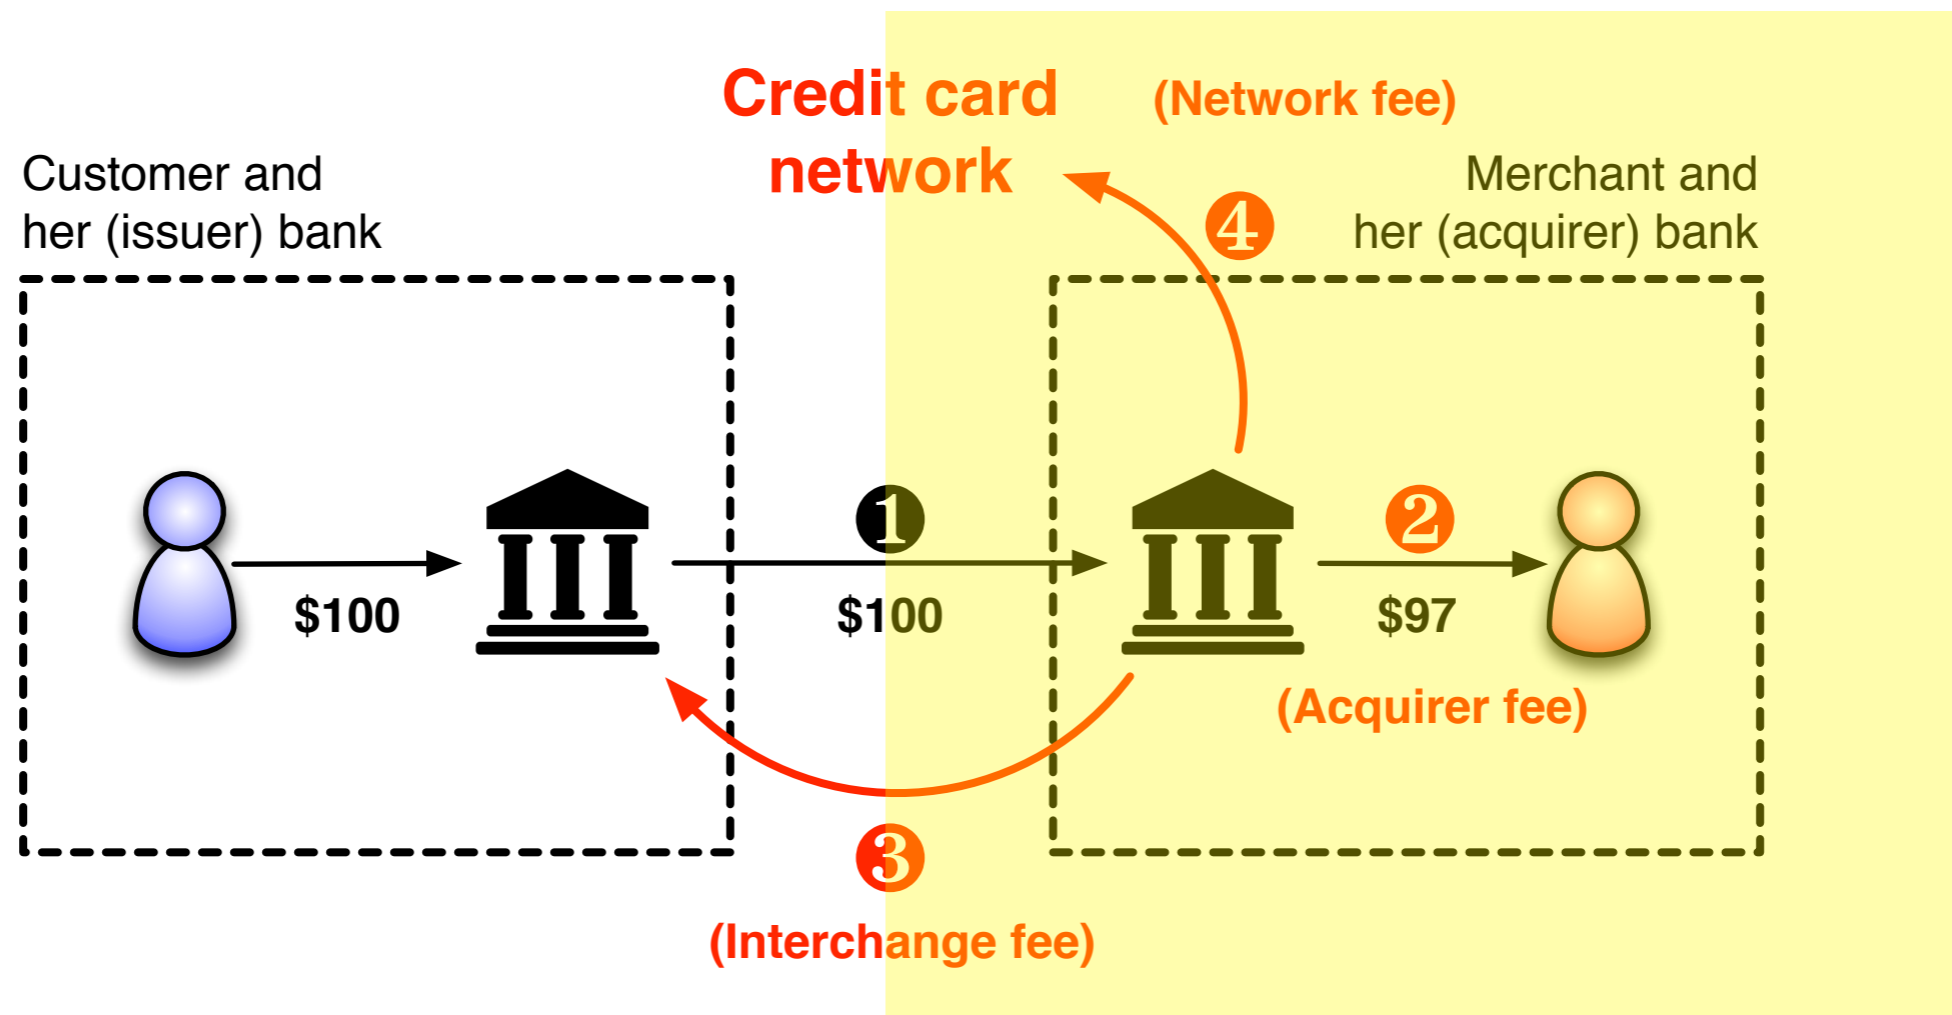 Credit card
network
(Network fee)
Customer and
her (issuer) bank
Merchant and
her (acquirer) bank
4
1
2
$100
$100
$97
(Acquirer fee)
3
(Interchange fee)